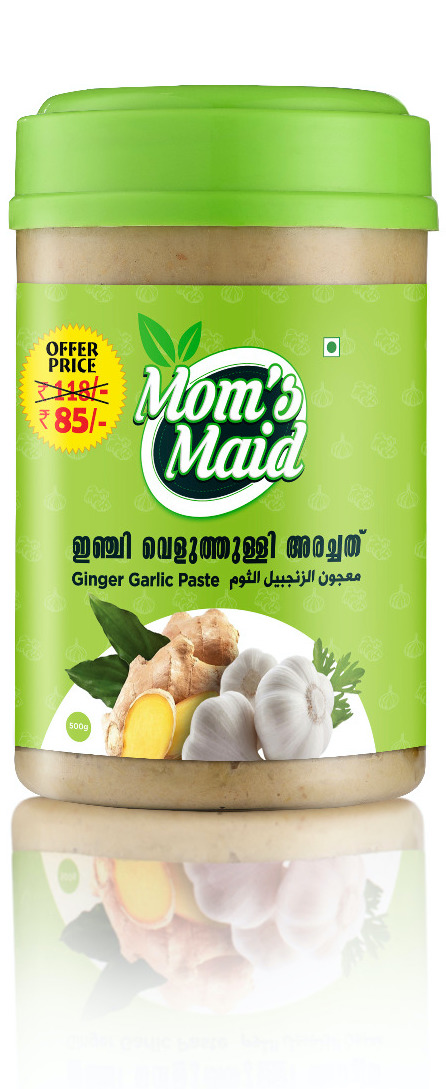 OFFER
PRICE
₹ 118/-
₹ 85/-
Mom's
Maid
ഇഞ്ചി വെളുത്തുള്ളി അരച്ചത്
Ginger Garlic Paste معجون الزنجبيل الثوم
500g